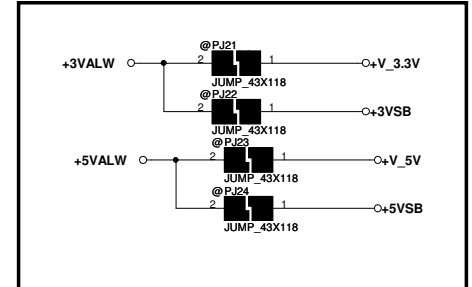 @PJ21
+3VALW 2 1 +V_3.3V
JUMP_43X118
@PJ22
2 1 +3VSB
JUMP_43X118
@PJ23
+5VALW 2 1 +V_5V
JUMP_43X118
@PJ24
2 1 +5VSB
JUMP_43X118